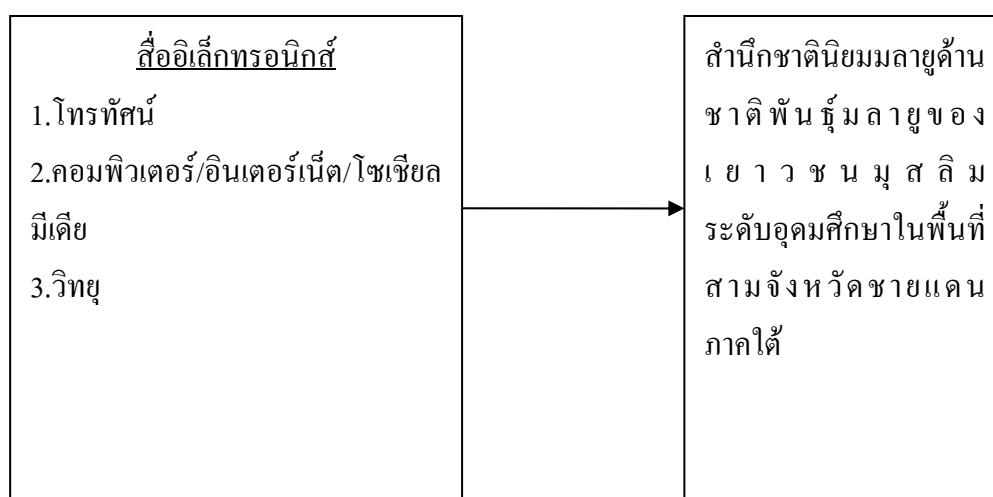 สื่ออิเล็กทรอนิกส์
1.โทรทัศน์
2.คอมพิวเตอร์/อินเตอร์เน็ต/โซเชียล
มีเดีย
3.วิทยุ
สำนึกชาตินิยมมลายูด้าน
ชาติพันธุ์มลายูของ
เยาวชนมุสลิม
ระดับอุดมศึกษาในพื้นที่
สามจังหวัดชายแดน
ภาคใต้